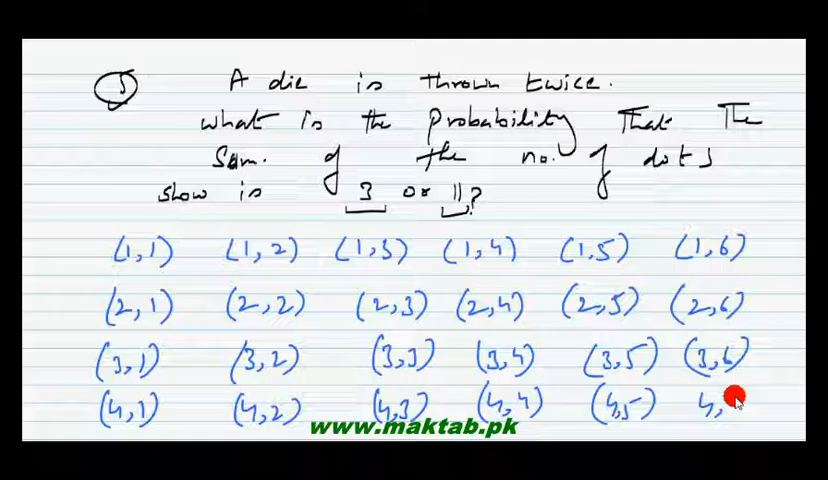 Q A die is thrown twice.
what is the probability That The
Sum. of the no. of dots
show is 3 or 11?
(1,1) (1,2) (1,3) (1,4) (1,5) (1,6)
(2,1) (2,2) (2,3) (2,4) (2,5) (2,6)
(3,1) (3,2) (3,3) (3,4) (3,5) (3,6)
(4,1) (4,2) (4,3) (4,4) (4,5) 4,
www.maktab.pk